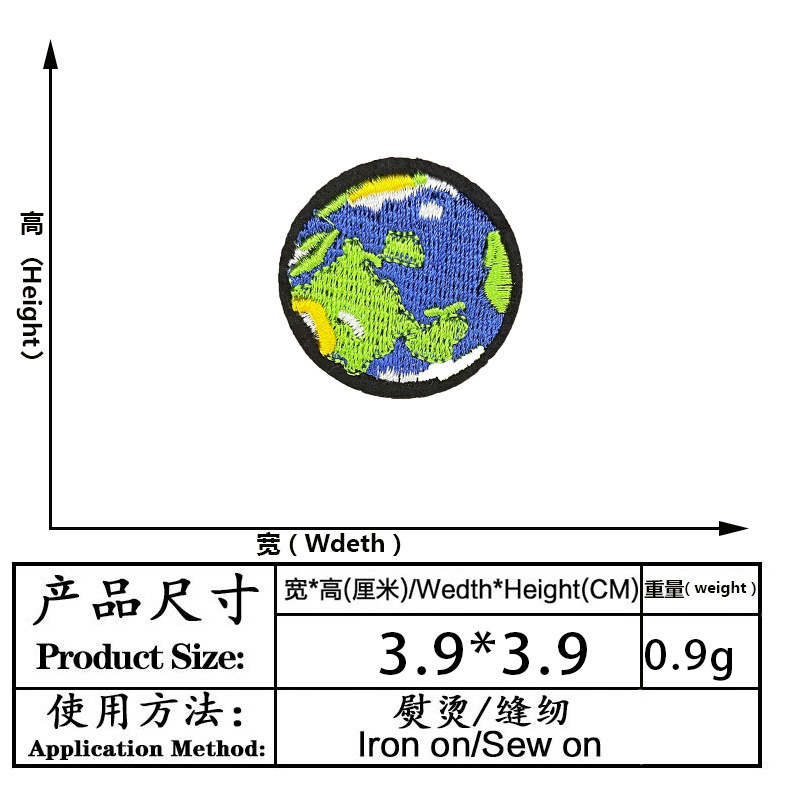 高（Height）
宽（Wdeth）
产品尺寸
Product Size:
宽*高(厘米)/Wedth*Height(CM)
重量( weight )
3.9*3.9
0.9g
使用方法：
Application Method:
熨烫/缝纫
Iron on/Sew on